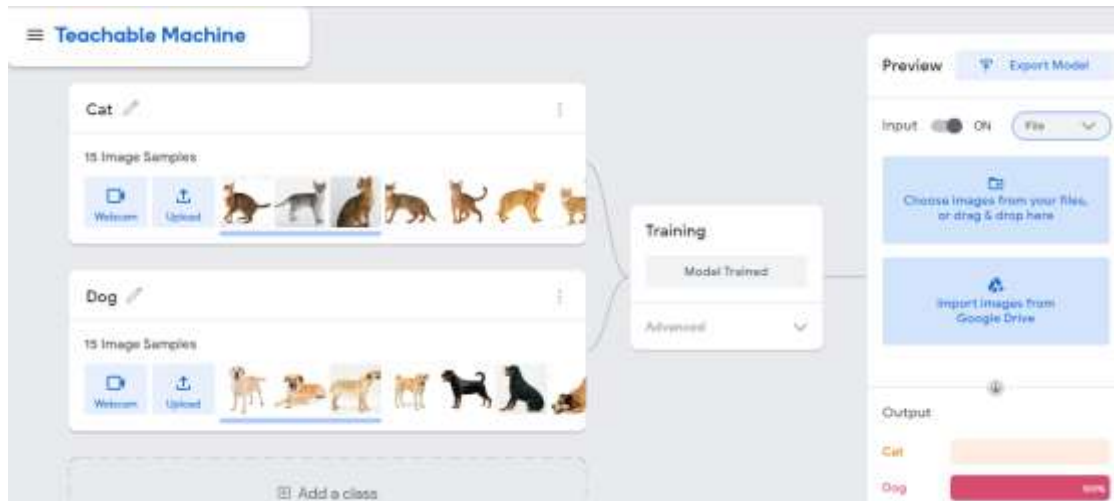 Teachable Machine
Cat
15 Image Samples
Webcam
Upload
Dog
15 Image Samples
Webcam
Upload
Add a class
Training
Model Trained
Advanced
Preview
Export Model
Input
ON
File
Choose images from your files,
or drag & drop here
Import images from
Google Drive
Output
Cat
Dog